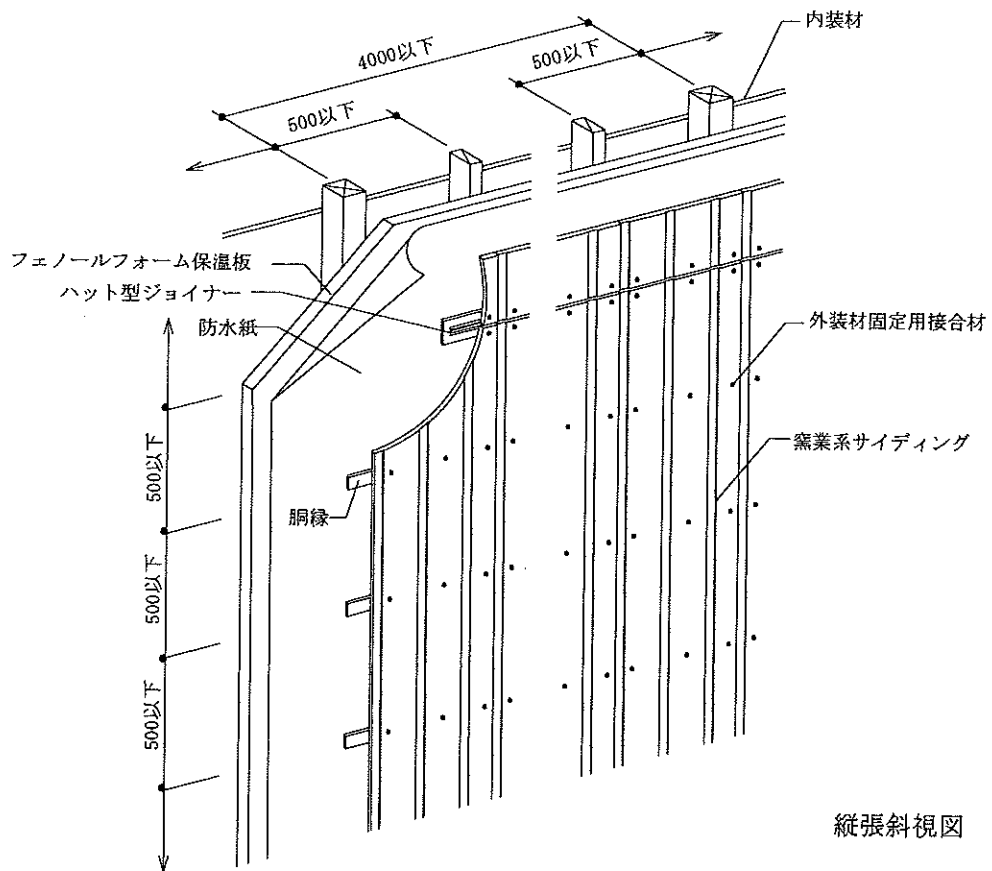 4000以下
500以下
500以下
内装材
フェノールフォーム保温板
ハット型ジョイナー
防水紙
外装材固定用接合材
窯業系サイディング
胴縁
500以下
500以下
500以下
縦張斜視図